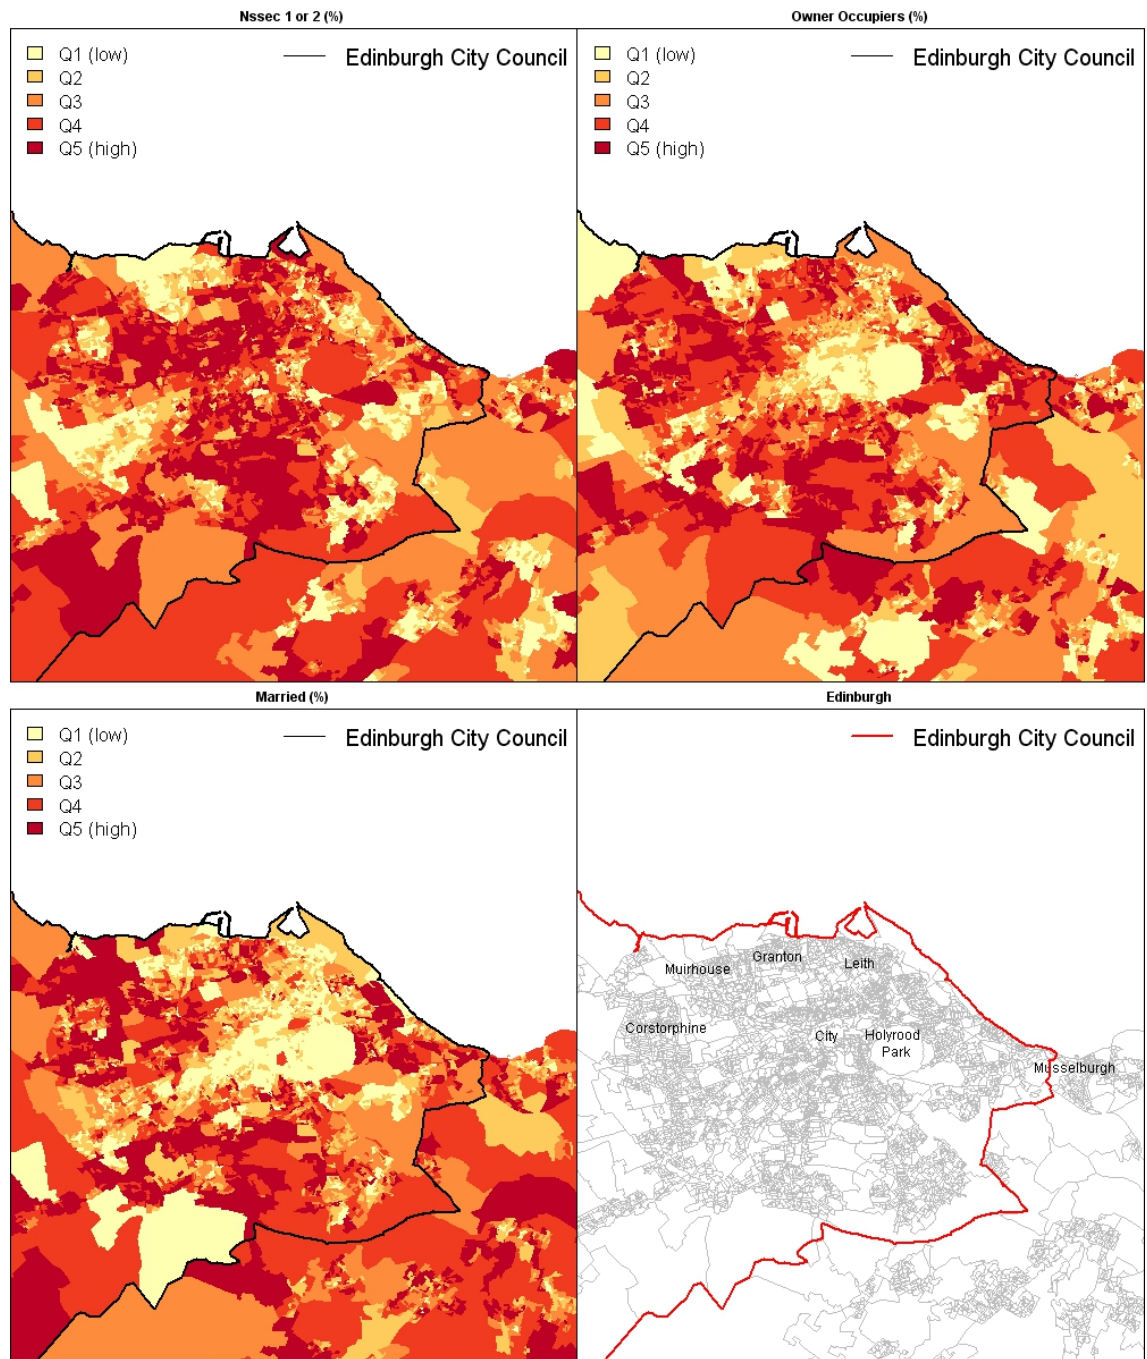 Nssec 1 or 2 (%)
Q1 (low)
Q2
Q3
Q4
Q5 (high)
Edinburgh City Council
Owner Occupiers (%)
Q1 (low)
Q2
Q3
Q4
Q5 (high)
Edinburgh City Council
Married (%)
Q1 (low)
Q2
Q3
Q4
Q5 (high)
Edinburgh City Council
Edinburgh
Edinburgh City Council
Granton
Muirhouse
Leith
Corstorphine
City
Holyrood
Park
Musselburgh